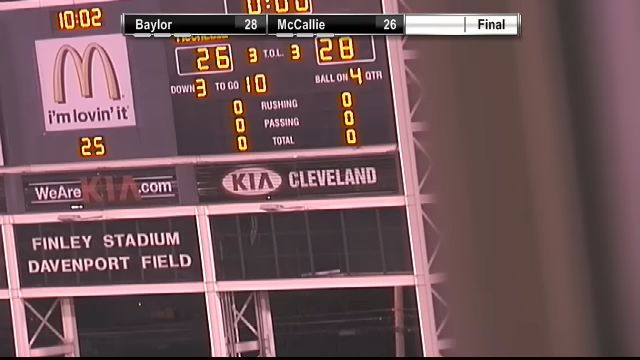 Baylor 28 McCallie 26 Final
10:02 0:00
26 3 T.O.L. 3 28
DOWN 3 TO GO 10 BALL ON 4 QTR
i'm lovin' it
0 RUSHING 0
0 PASSING 0
25 0 TOTAL 0
WeAre KIA.com KIA CLEVELAND
FINLEY STADIUM
DAVENPORT FIELD